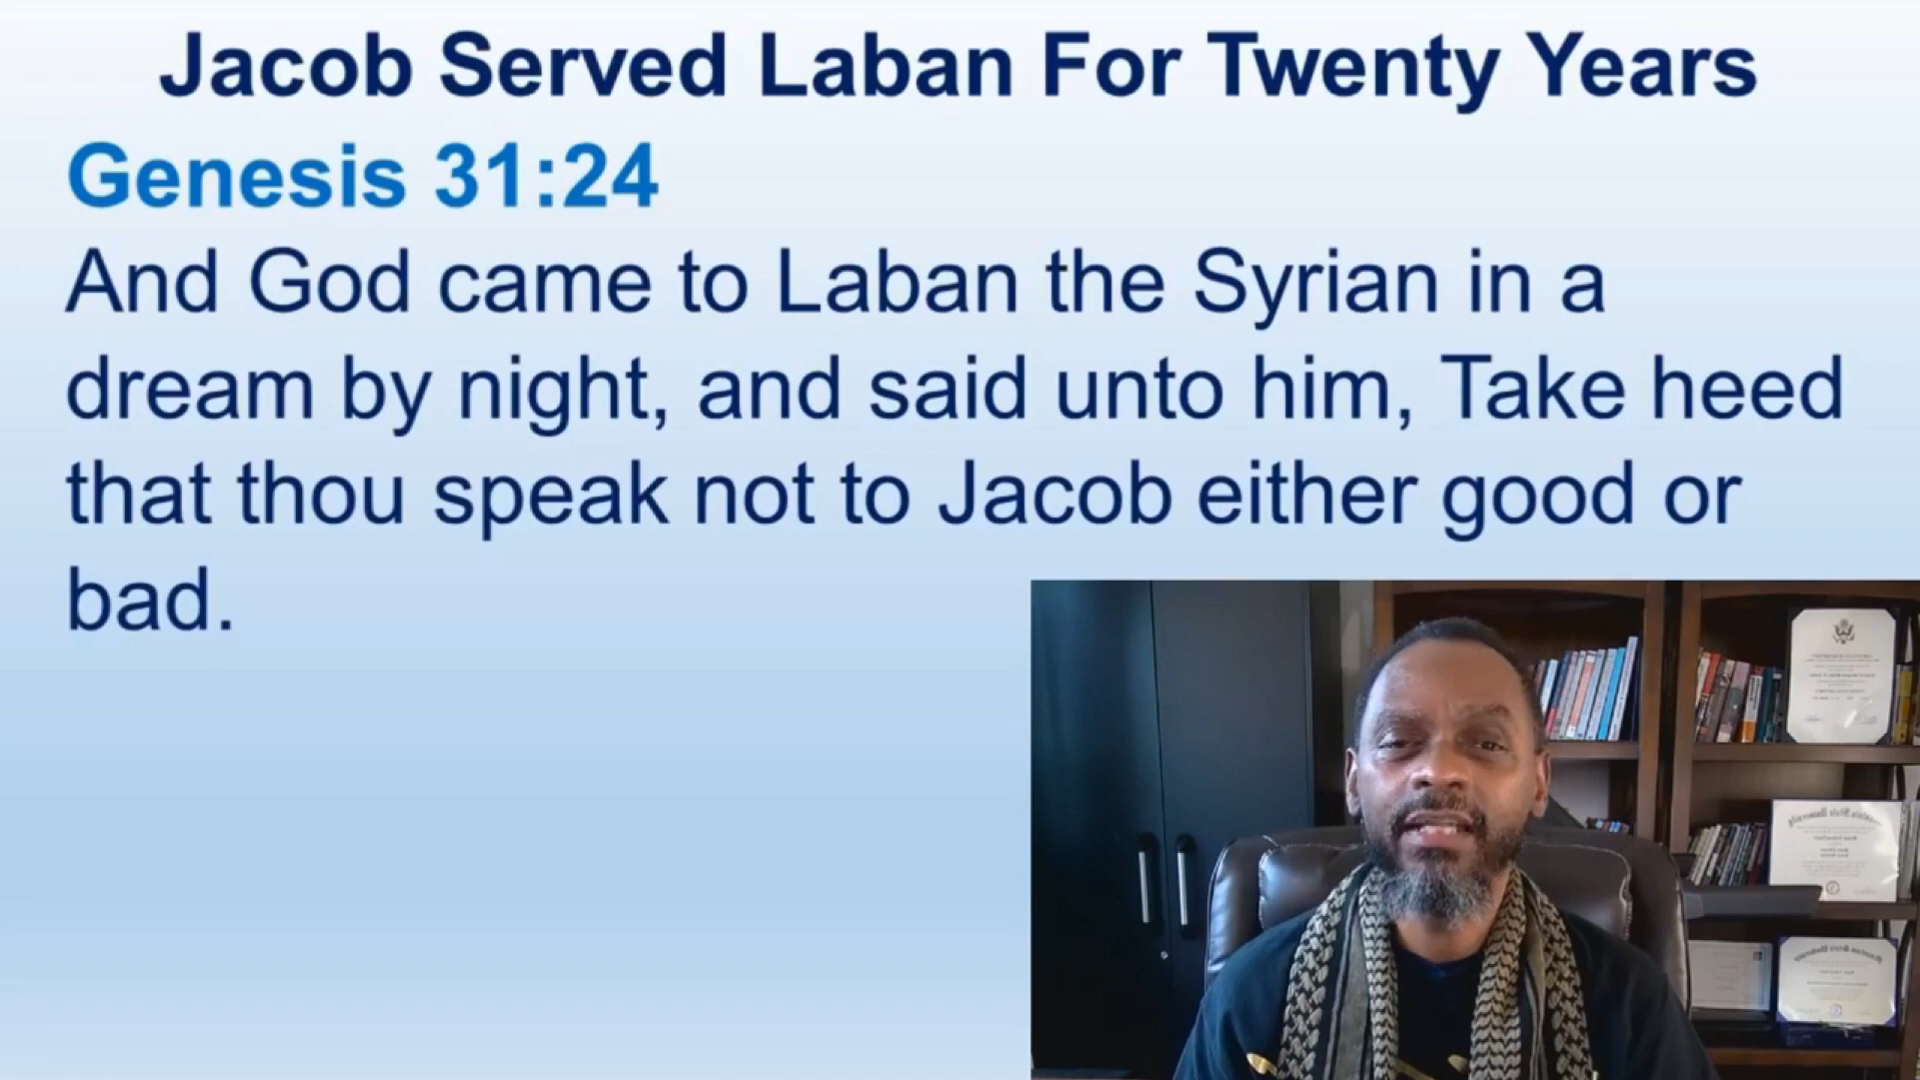 Jacob Served Laban For Twenty Years
Genesis 31:24
And God came to Laban the Syrian in a
dream by night, and said unto him, Take heed
that thou speak not to Jacob either good or
bad.